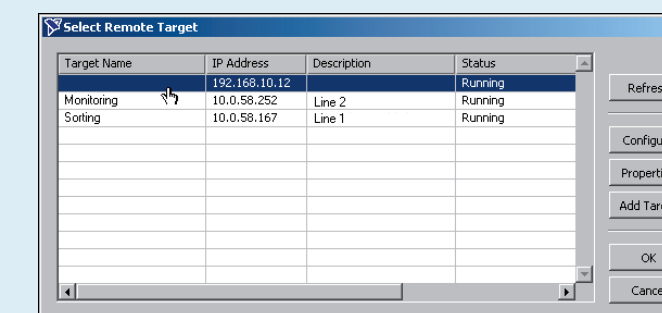 Select Remote Target
Target Name IP Address Description Status
192.168.10.12 Running
Monitoring 10.0.58.252 Line 2 Running
Sorting 10.0.58.167 Line 1 Running
Refres
Configu
Properti
Add Tar
OK
Cance